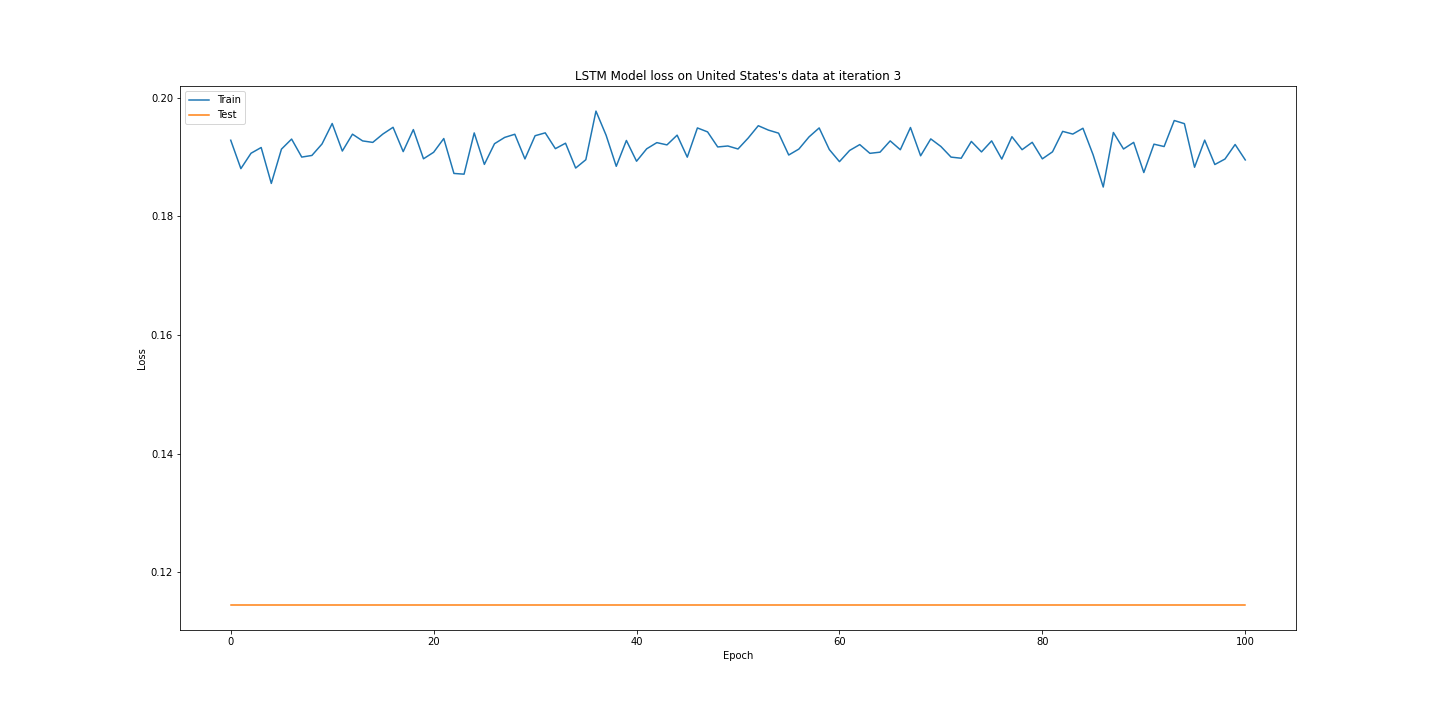 LSTM Model loss on United States's data at iteration 3
Train
Test
0.20
0.18
0.16
0.14
0.12
Loss
0 20 40 60 80 100
Epoch